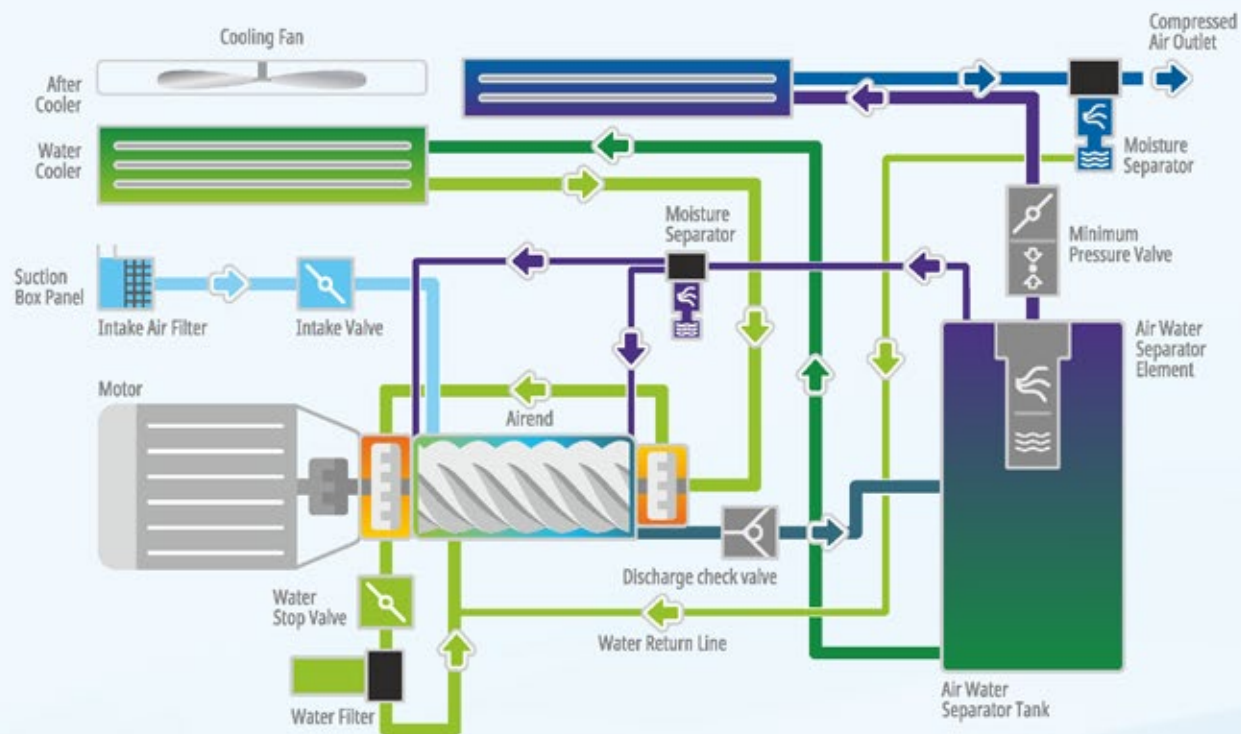 Cooling Fan
Compressed
Air Outlet
After
Cooler
Water
Cooler
Moisture
Separator
Moisture
Separator
Minimum
Pressure Valve
Suction
Box Panel
Intake Air Filter
Intake Valve
Air Water
Separator
Element
Motor
Airend
Discharge check valve
Water
Stop Valve
Water Return Line
Water Filter
Air Water
Separator Tank